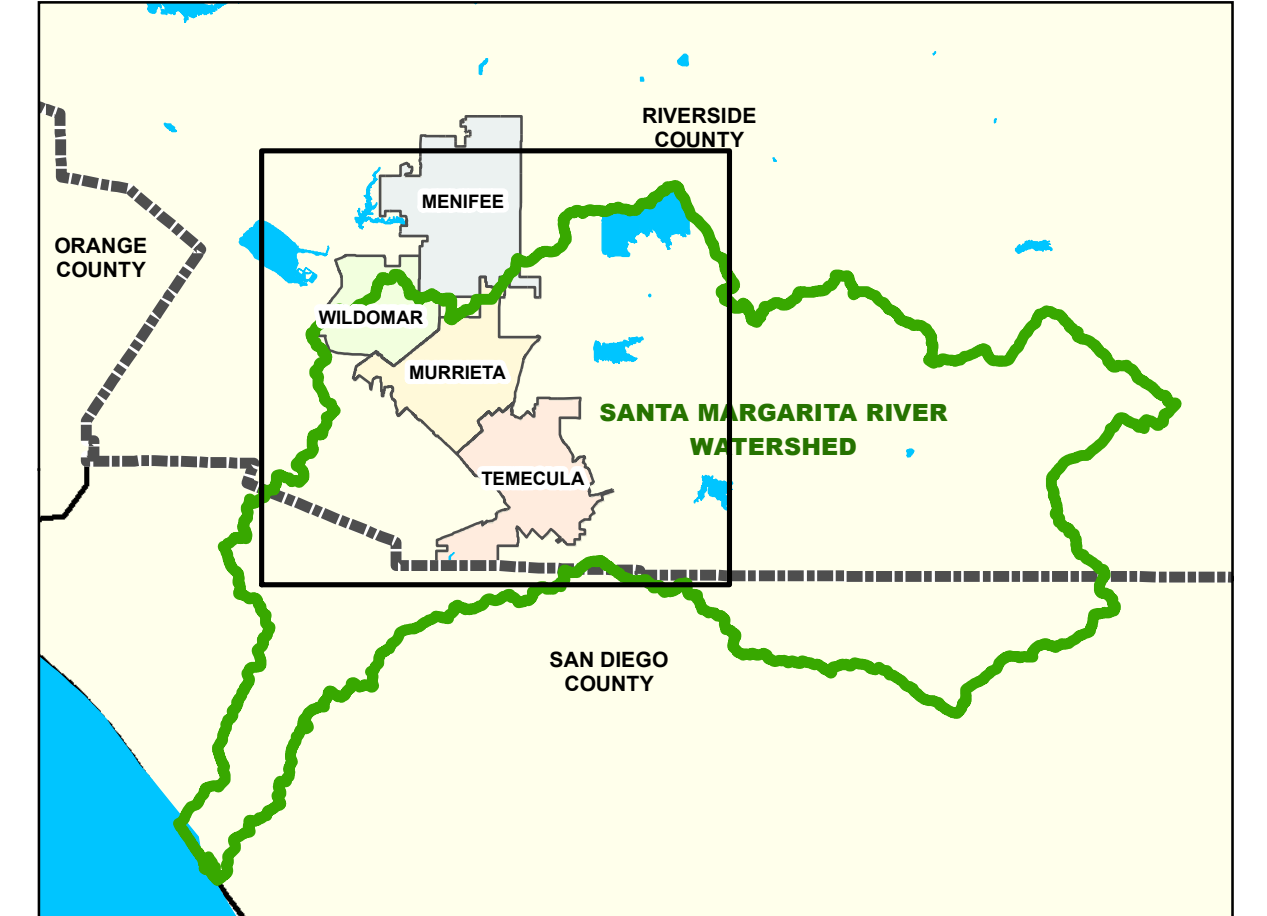 RIVERSIDE
COUNTY
MENIFEE
ORANGE
COUNTY
WILDOMAR
MURRIETA
SANTA MARGARITA RIVER
WATERSHED
TEMECULA
SAN DIEGO
COUNTY